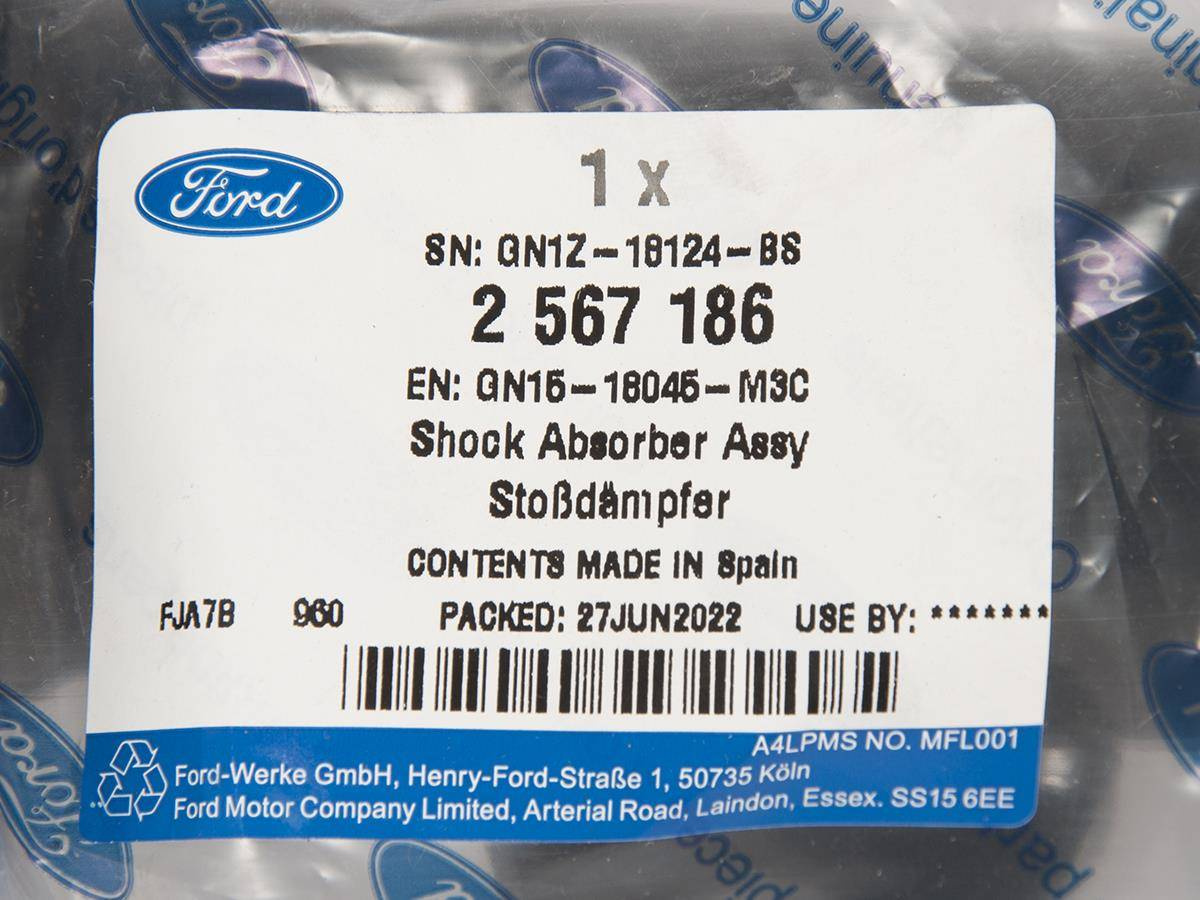 Ford
1 x
SN: GN1Z-18124-BS
2 567 186
EN: GN15-18045-M3C
Shock Absorber Assy
Stoßdämpfer
CONTENTS MADE IN Spain
FJA7B 960 PACKED: 27JUN2022 USE BY: *******
A4LPMS NO. MFL001
Ford-Werke GmbH, Henry-Ford-Straße 1, 50735 Köln
Ford Motor Company Limited, Arterial Road, Laindon, Essex. SS15 6EE